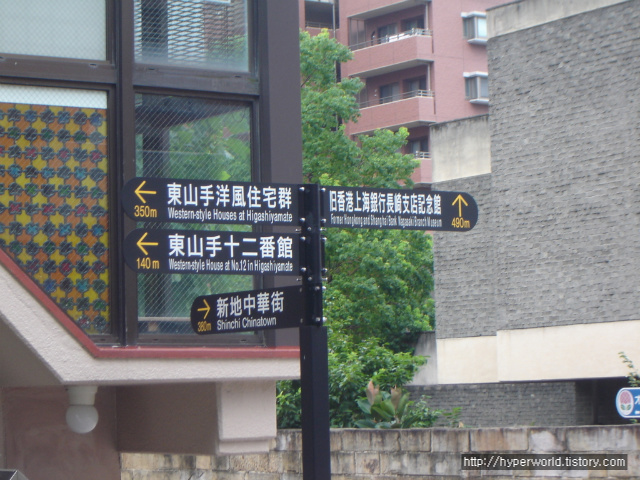 東山手洋風住宅群
350m
Western-style Houses at Higashiyamate
旧香港上海銀行長崎支店記念館
Former Hongkong and Shanghai Bank Nagasaki Branch Museum
490m
東山手十二番館
140m
Western-style House at No.12 in Higashiyamate
新地中華街
380m
Shinchi Chinatown
http://hyperworld.tistory.com